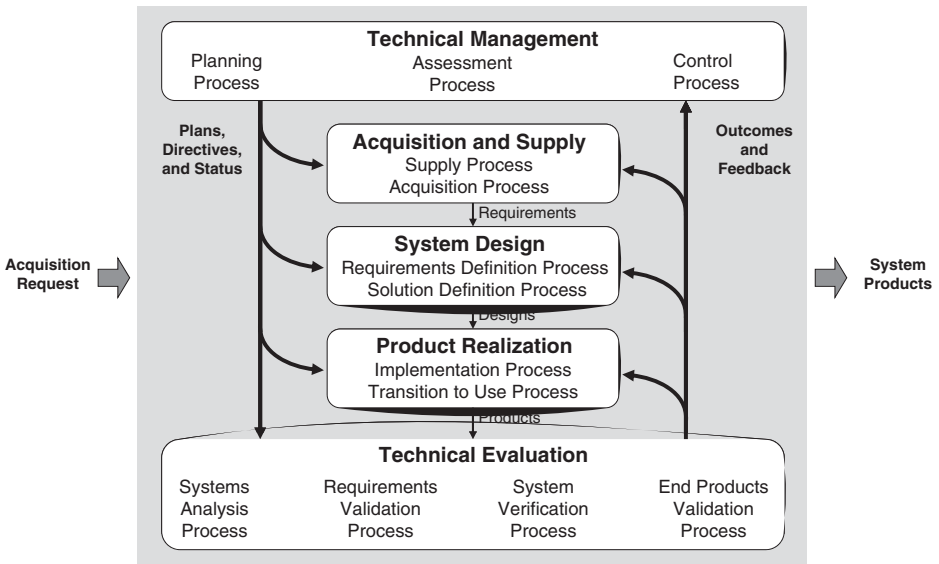 Technical Management
Planning
Process
Assessment
Process
Control
Process
Plans,
Directives,
and Status
Outcomes
and
Feedback
Acquisition and Supply
Supply Process
Acquisition Process
Requirements
System Design
Requirements Definition Process
Solution Definition Process
Designs
Acquisition
Request
System
Products
Product Realization
Implementation Process
Transition to Use Process
Products
Technical Evaluation
Systems
Analysis
Process
Requirements
Validation
Process
System
Verification
Process
End Products
Validation
Process